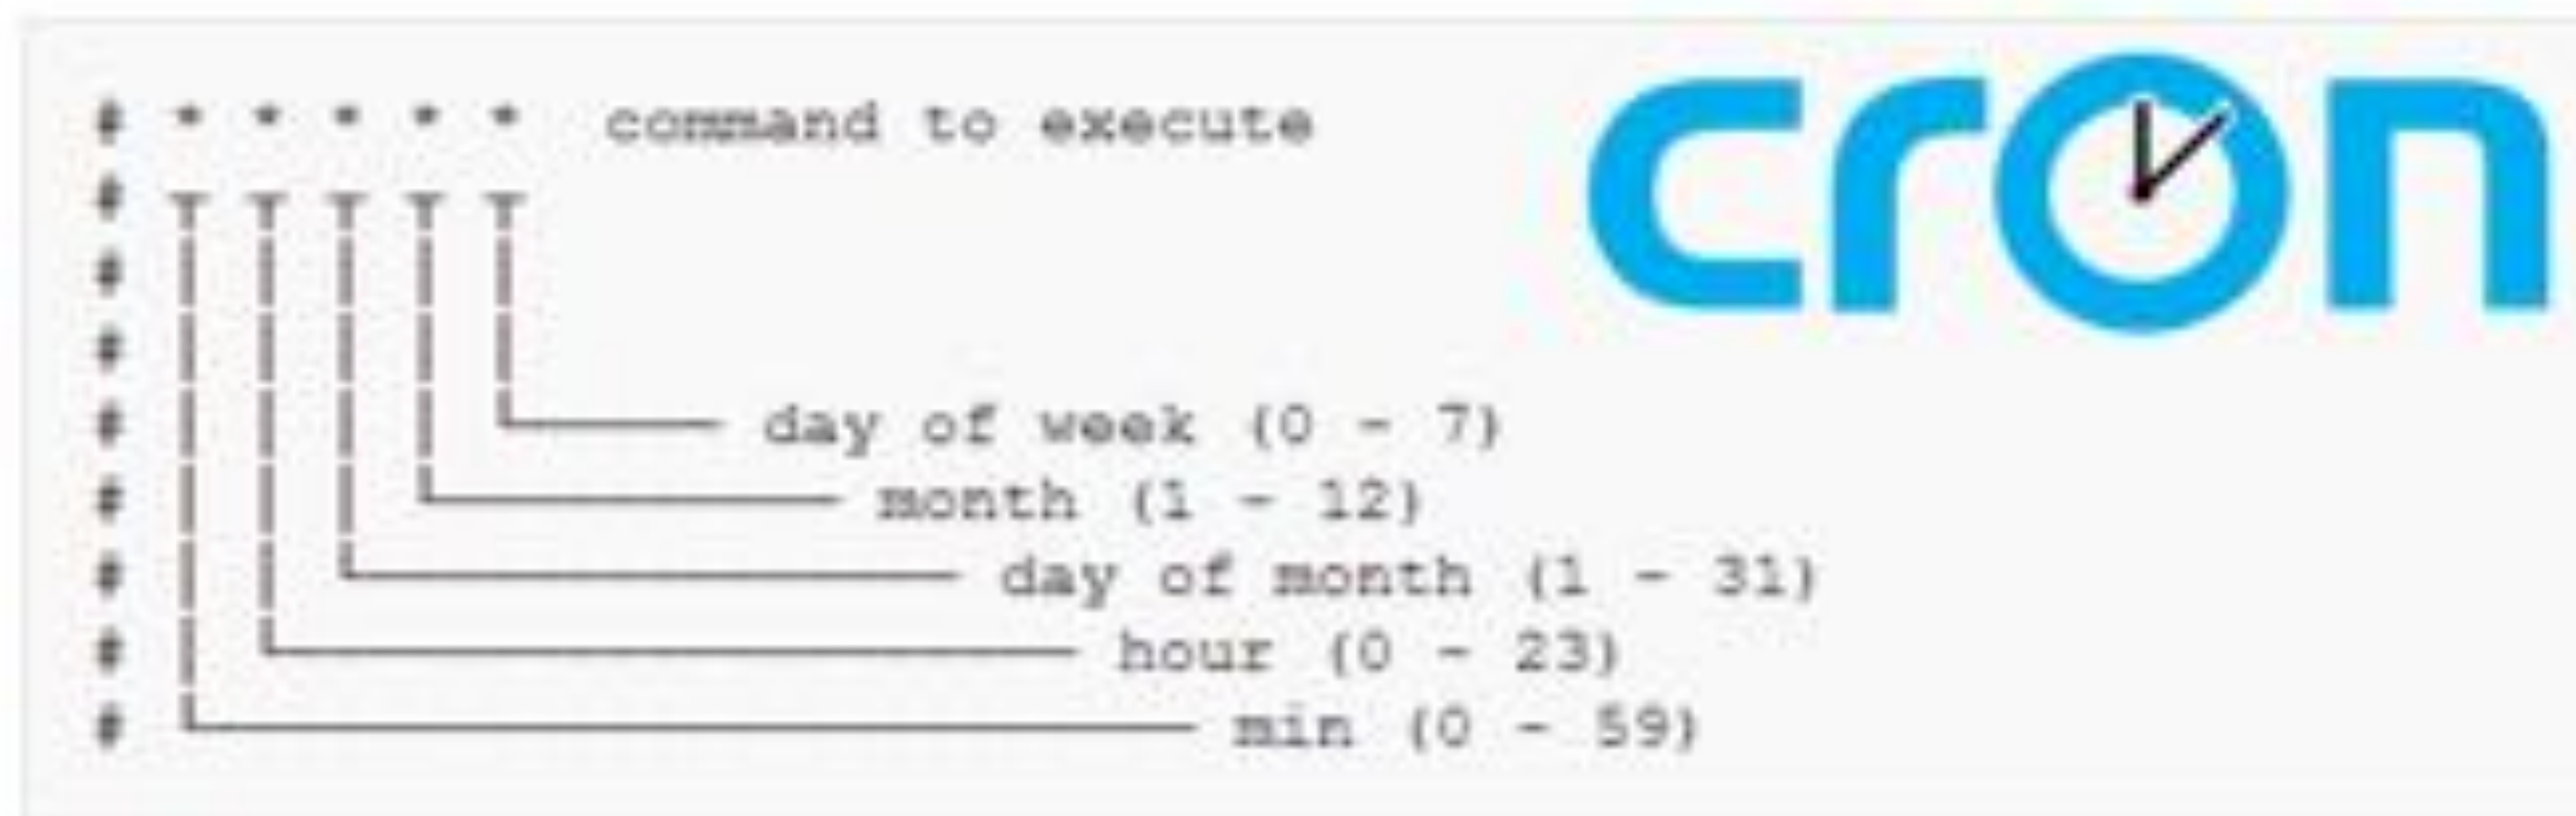 # * * * * * command to execute
cron
# ┬ ┬ ┬ ┬ ┬
# │ │ │ │ │
# │ │ │ │ │
# │ │ │ │ └───── day of week (0 - 7)
# │ │ │ └────────── month (1 - 12)
# │ │ └─────────────── day of month (1 - 31)
# │ └──────────────────── hour (0 - 23)
# └───────────────────────── min (0 - 59)